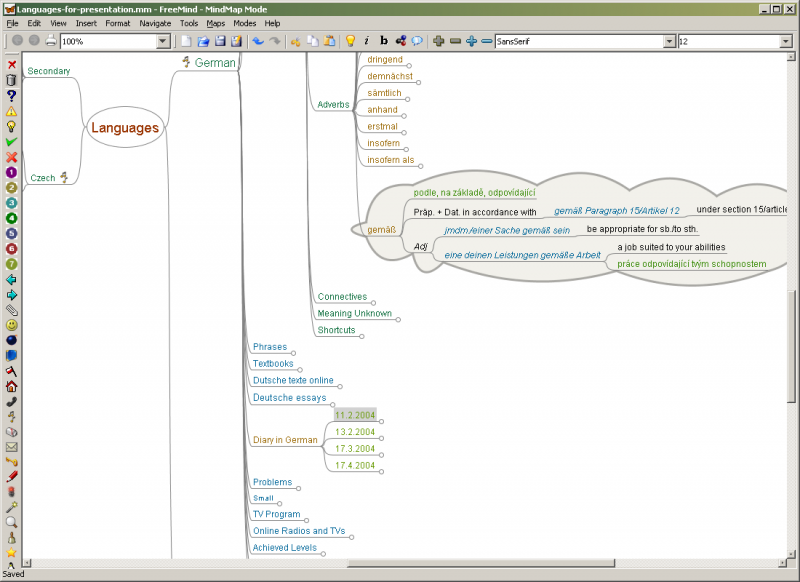 Languages-for-presentation.mm - FreeMind - MindMap Mode
File Edit View Insert Format Navigate Tools Maps Modes Help
100%
SansSerif
12
Secondary
Languages
Czech
German
Adverbs
dringend
demnächst
sämtlich
anhand
erstmal
insofern
insofern als
gemäß
podle, na základě, odpovídající
Präp. + Dat. in accordance with
gemäß Paragraph 15/Artikel 12
under section 15/article
Adj
jmdm./einer Sache gemäß sein
be appropriate for sb./to sth.
eine deinen Leistungen gemäße Arbeit
a job suited to your abilities
práce odpovídající tvým schopnostem
Connectives
Meaning Unknown
Shortcuts
Phrases
Textbooks
Dutsche texte online
Deutsche essays
Diary in German
11.2.2004
13.2.2004
17.3.2004
17.4.2004
Problems
Small
TV Program
Online Radios and TVs
Achieved Levels
Saved